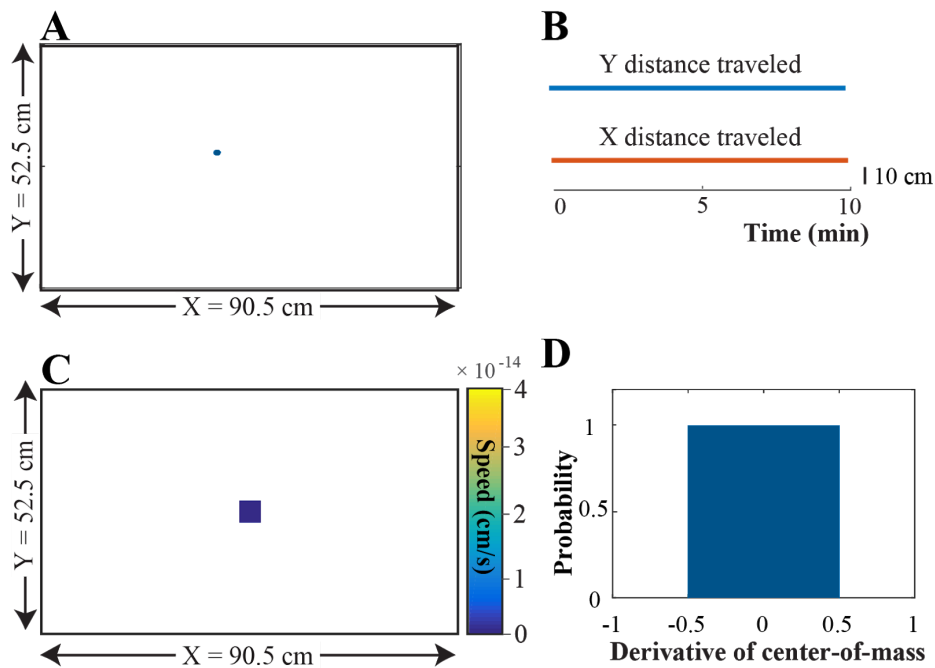 A
Y = 52.5 cm
X = 90.5 cm
B
Y distance traveled
X distance traveled
10 cm
0 5 10
Time (min)
C
Y = 52.5 cm
X = 90.5 cm
× 10-14
4
3
2
1
0
Speed (cm/s)
D
Probability
1
0.5
0
-1 -0.5 0 0.5 1
Derivative of center-of-mass